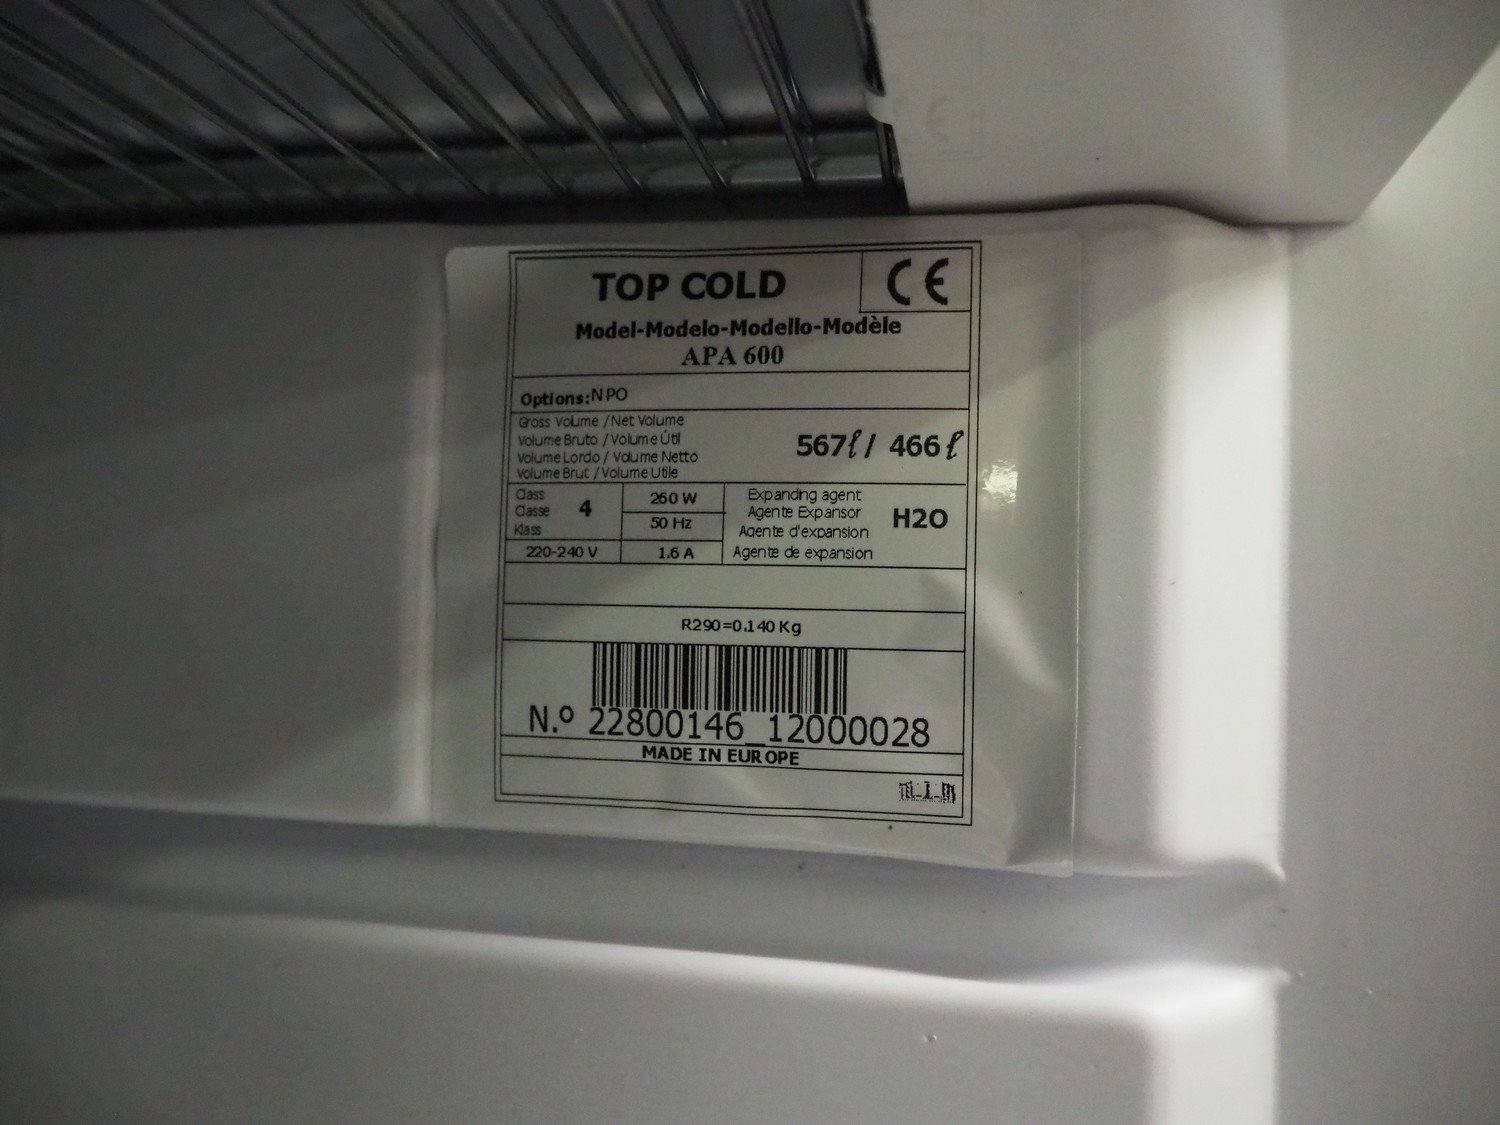 TOP COLD
CE
Model-Modelo-Modello-Modèle
APA 600
Options:NPO
Gross Volume /Net Volume
Volume Bruto /Volume Útil
Volume Lordo / Volume Netto
Volume Brut / Volume Utile
567ℓ/ 466ℓ
Class
Classe
Klass
4
260 W
50 Hz
220-240 V
1.6 A
Expanding agent
Agente Expansor
Agente d'expansion
Agente de expansion
H2O
R290=0.140 Kg
N.º 22800146_12000028
MADE IN EUROPE